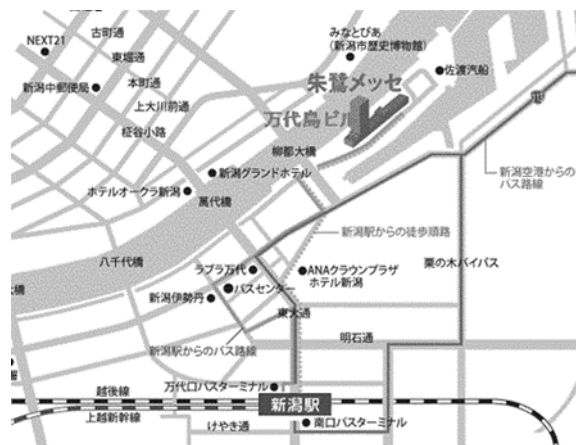 古町通
NEXT21
東堀通
新潟中郵便局
本町通
上大川前通
柾谷小路
みなとぴあ
(新潟市歴史博物館)
佐渡汽船
朱鷺メッセ
万代島ビル
柳都大橋
新潟グランドホテル
ホテルオークラ新潟
萬代橋
新潟空港からの
バス路線
新潟駅からの徒歩順路
八千代橋
ラブラ万代
バスセンター
新潟伊勢丹
ANAクラウンプラザ
ホテル新潟
栗の木バイパス
東大通
新潟駅からのバス路線
明石通
万代口バスターミナル
越後線
新潟駅
上越新幹線
けやき通
南口バスターミナル